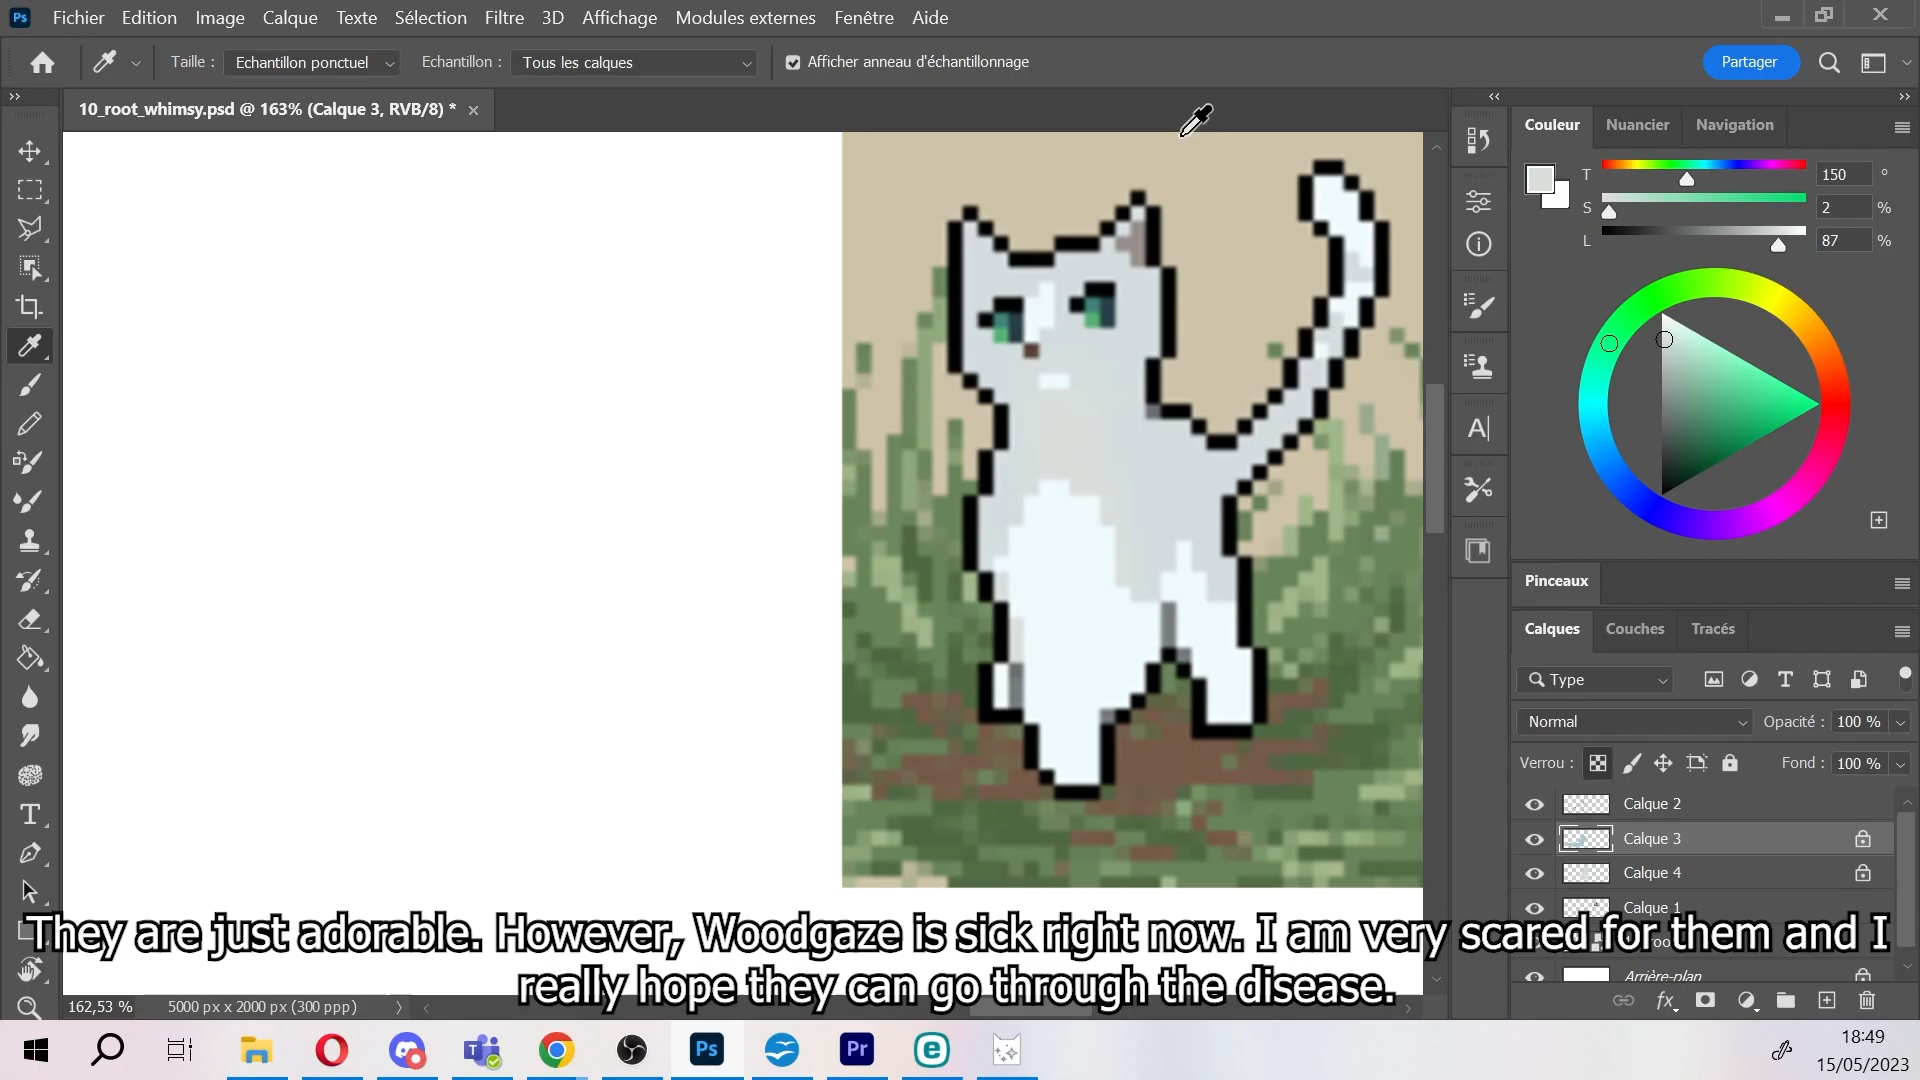 Ps Fichier Edition Image Calque Texte Sélection Filtre 3D Affichage Modules externes Fenêtre Aide
Taille : Echantillon ponctuel Echantillon : Tous les calques Afficher anneau d'échantillonnage Partager
10_root_whimsy.psd @ 163% (Calque 3, RVB/8) *
Couleur Nuancier Navigation
T 150 °
S 2 %
L 87 %
Pinceaux
Calques Couches Tracés
Type
Normal Opacité : 100 %
Verrou : Fond : 100 %
Calque 2
Calque 3
Calque 4
Calque 1
Arrière-plan
They are just adorable. However, Woodgaze is sick right now. I am very scared for them and I
really hope they can go through the disease.
162,53 % 5000 px x 2000 px (300 ppp)
Ps Pr
18:49
15/05/2023